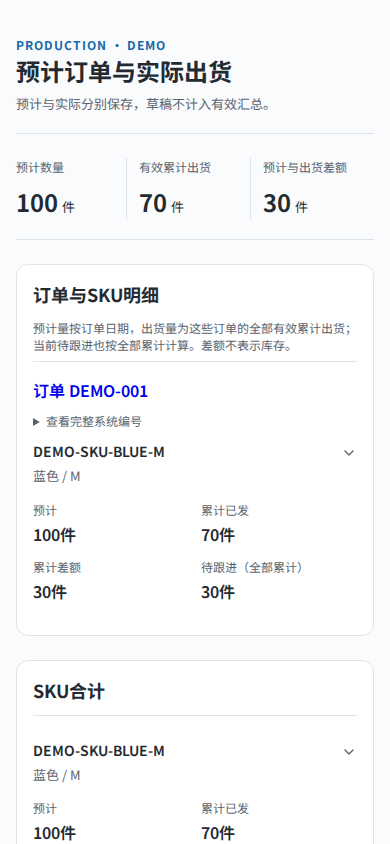 PRODUCTION · DEMO
预计订单与实际出货
预计与实际分别保存，草稿不计入有效汇总。
预计数量
有效累计出货
预计与出货差额
100 件
70 件
30 件
订单与SKU明细
预计量按订单日期，出货量为这些订单的全部有效累计出货；
当前待跟进也按全部累计计算。差额不表示库存。
订单 DEMO-001
查看完整系统编号
DEMO-SKU-BLUE-M
蓝色 / M
预计
累计已发
100件
70件
累计差额
待跟进（全部累计）
30件
30件
SKU合计
DEMO-SKU-BLUE-M
蓝色 / M
预计
累计已发
100件
70件